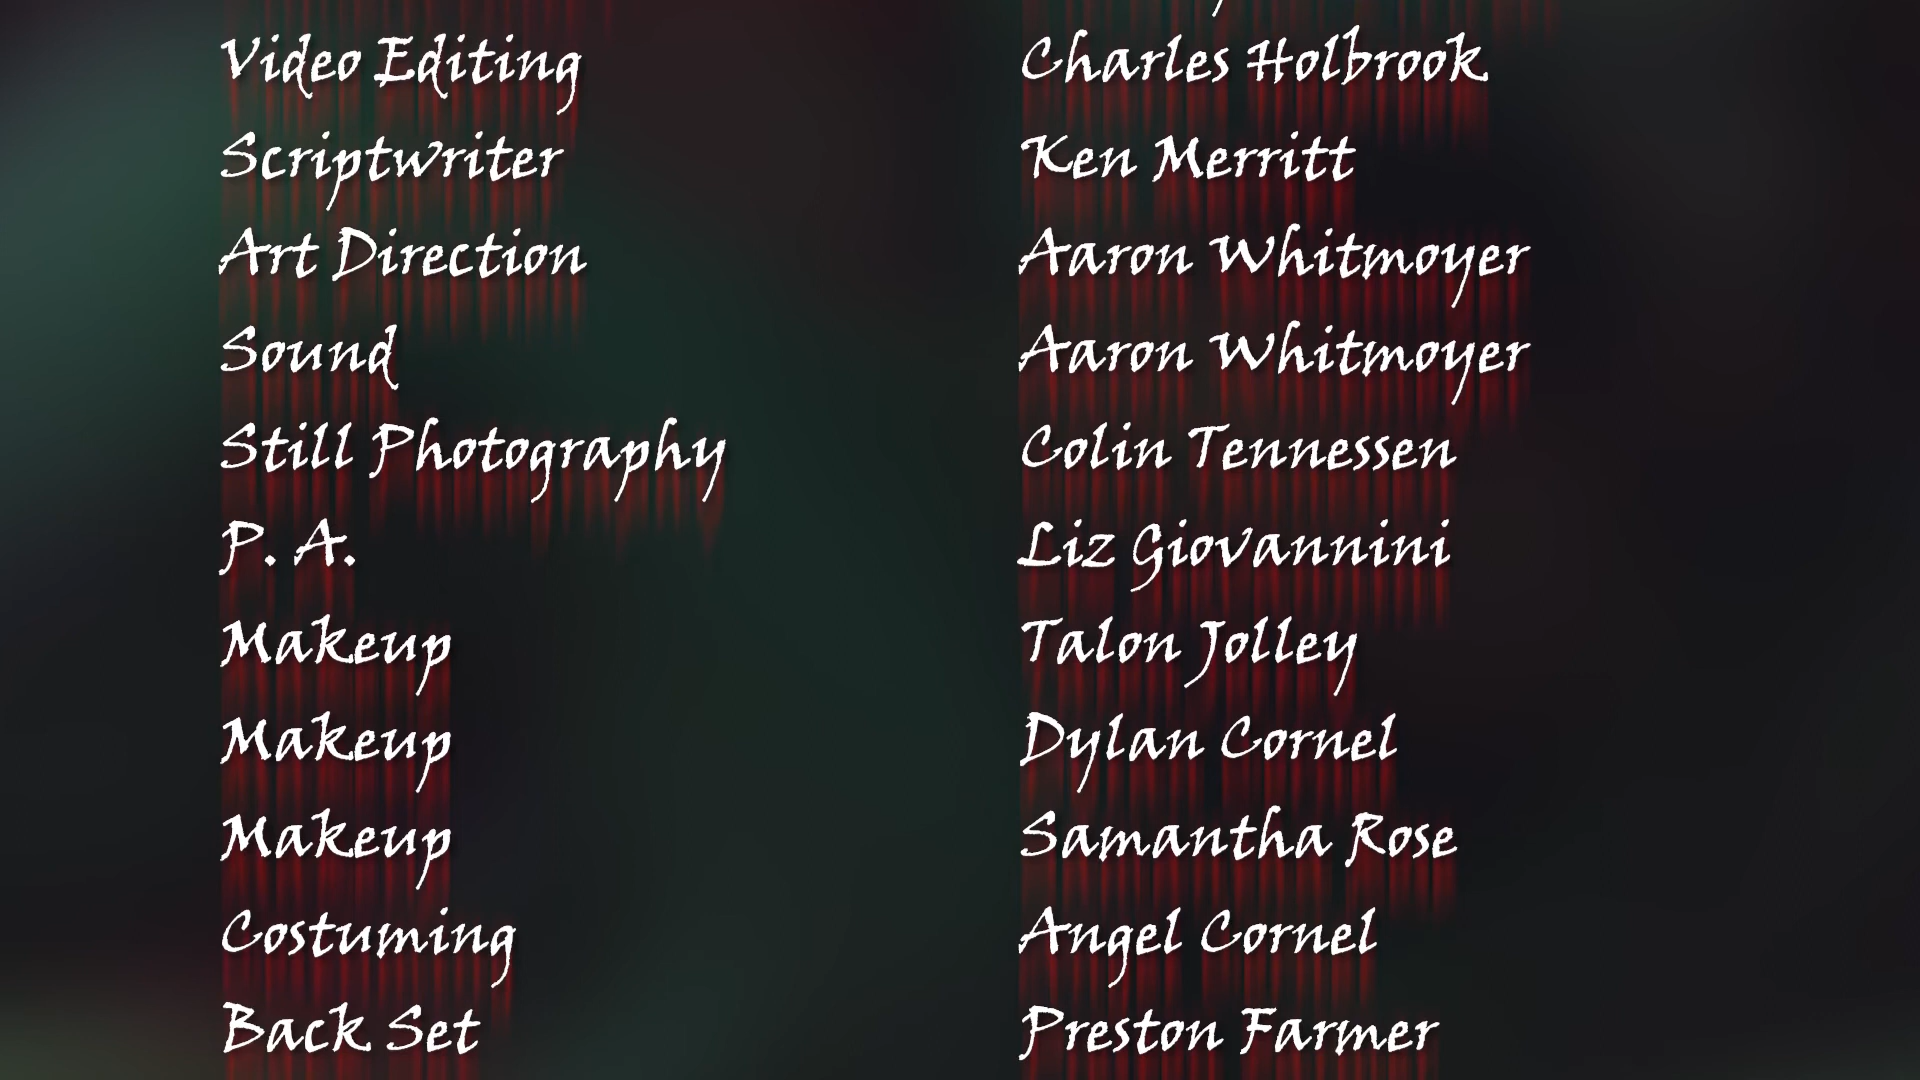 Video Editing Charles Holbrook
Scriptwriter Ken Merritt
Art Direction Aaron Whitmoyer
Sound Aaron Whitmoyer
Still Photography Colin Tennessen
P. A. Liz Giovannini
Makeup Talon Jolley
Makeup Dylan Cornel
Makeup Samantha Rose
Costuming Angel Cornel
Back Set Preston Farmer